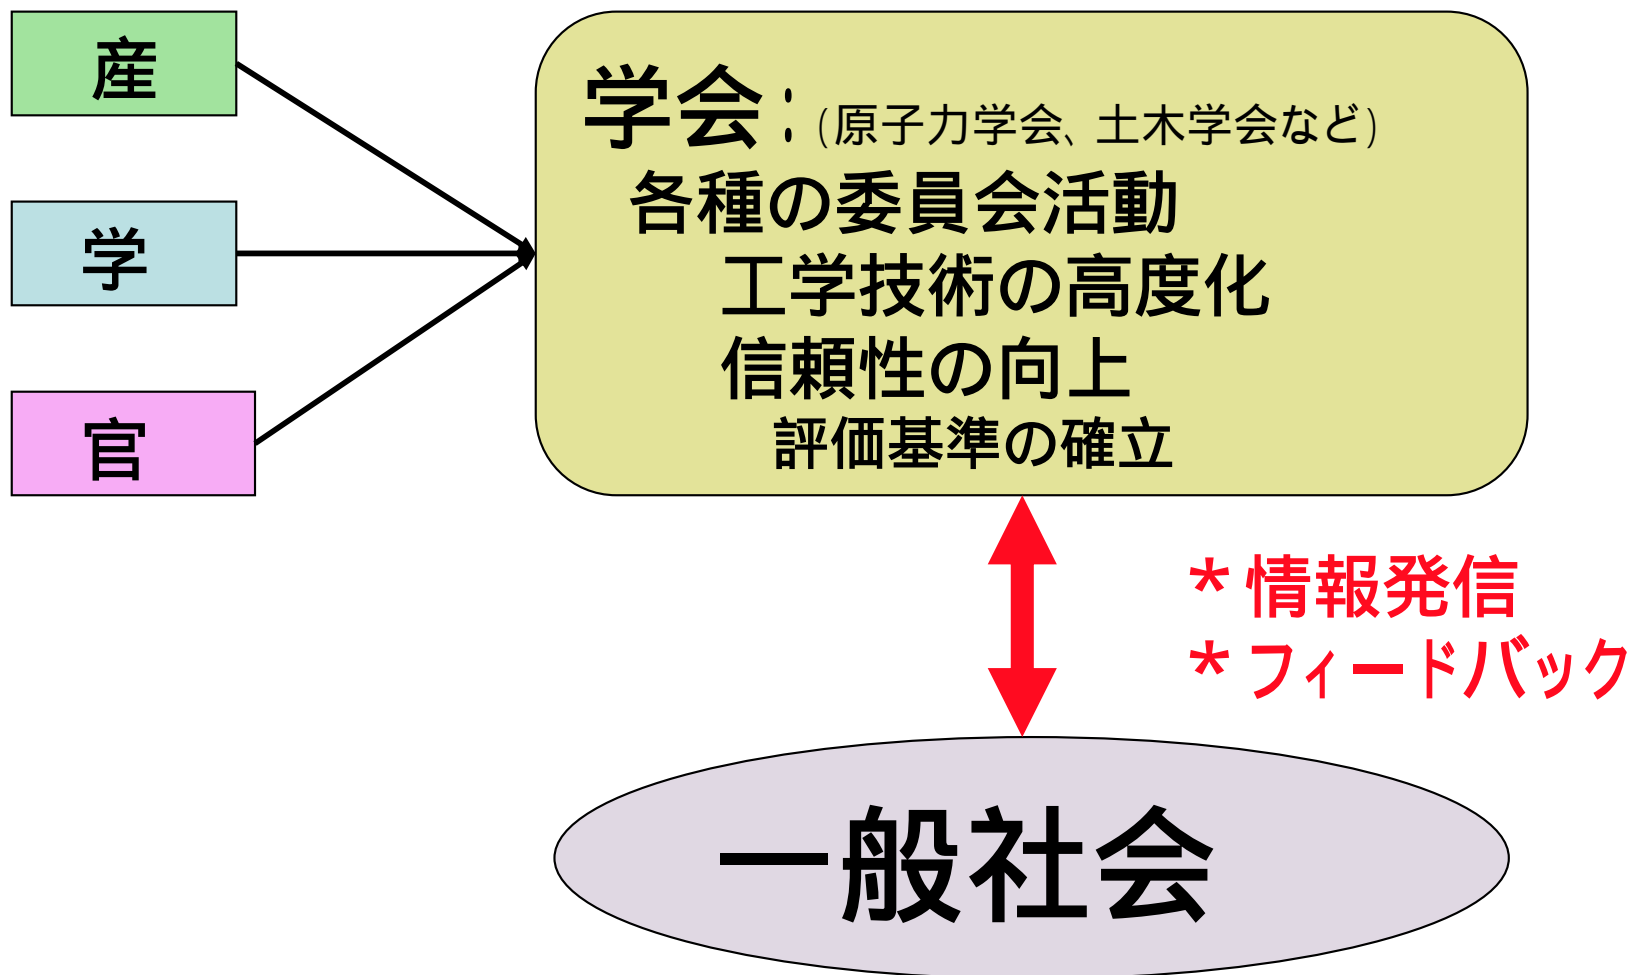 産
学
官
学会：(原子力学会、土木学会など)
各種の委員会活動
工学技術の高度化
信頼性の向上
評価基準の確立
＊情報発信
＊フィードバック
一般社会